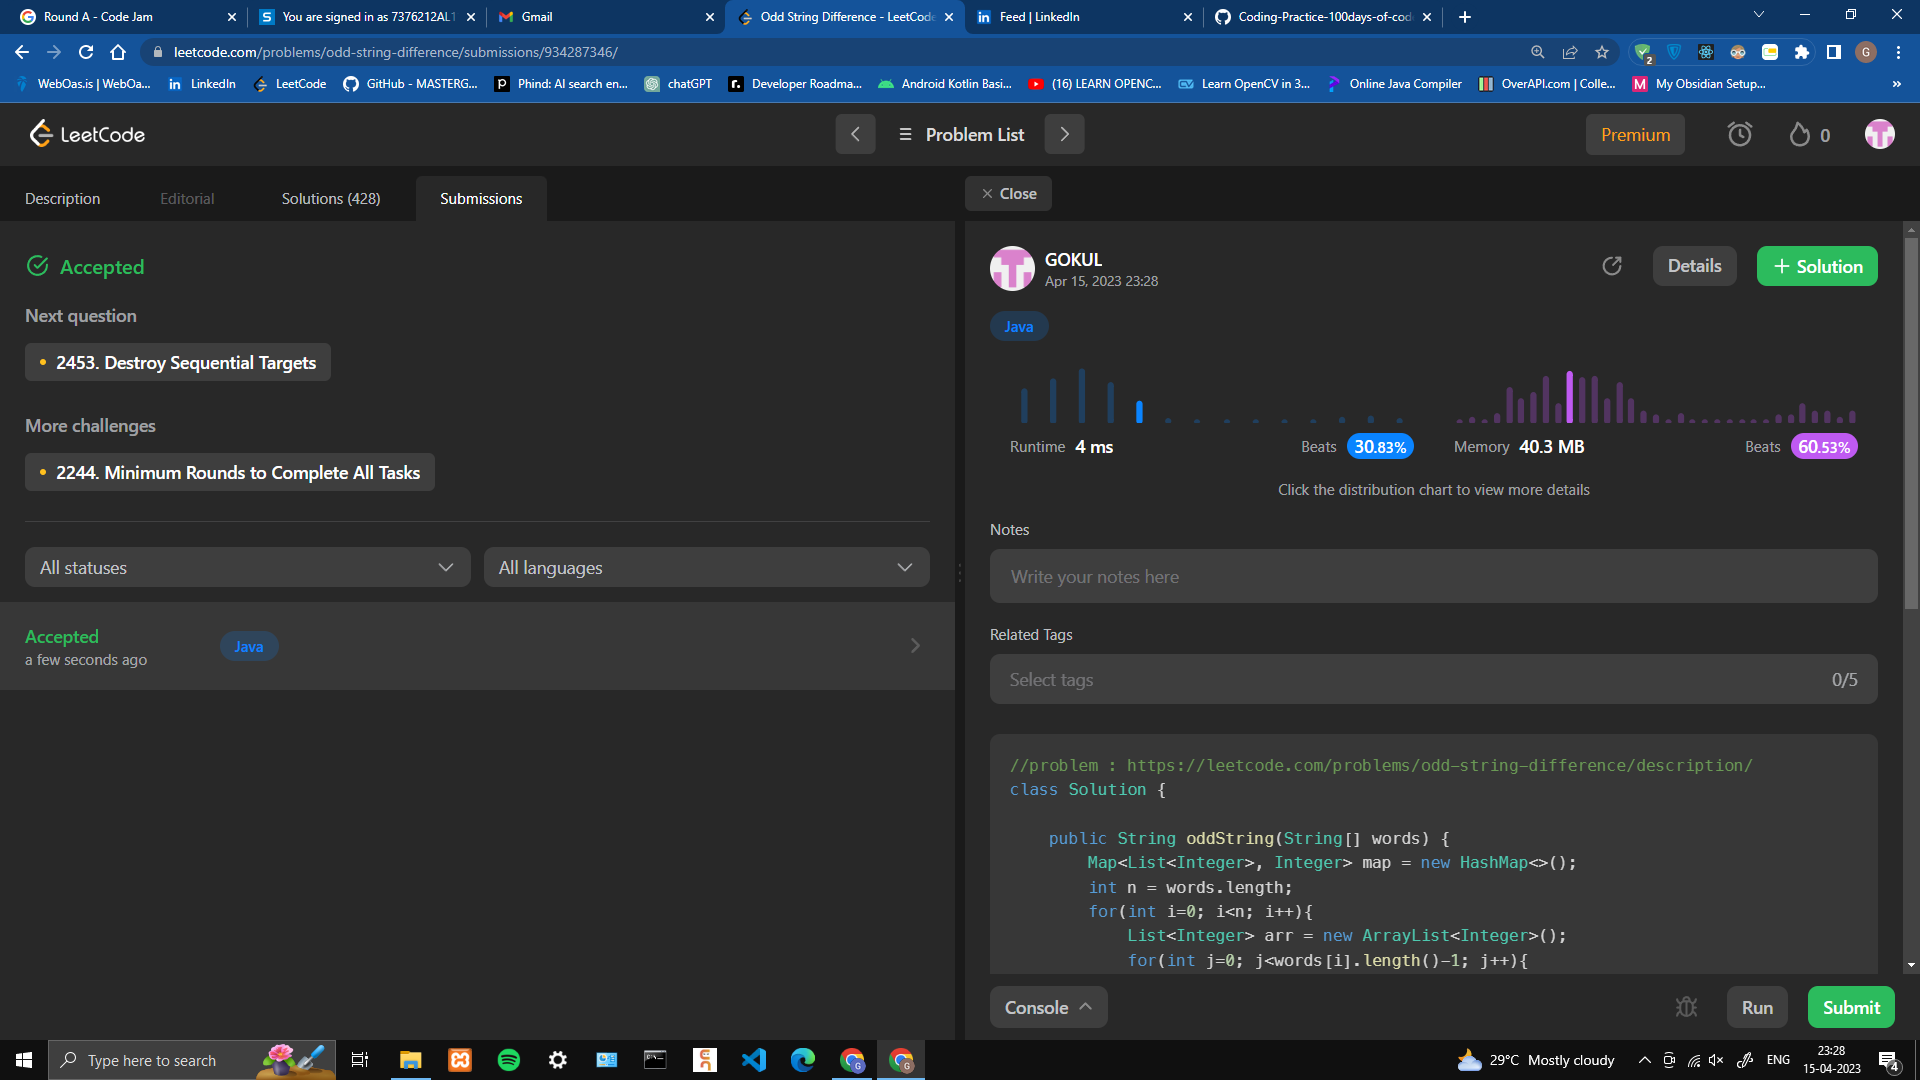 Round A - Code Jam
You are signed in as 7376212AL1
Gmail
Odd String Difference - LeetCode
Feed | LinkedIn
Coding-Practice-100days-of-cod
leetcode.com/problems/odd-string-difference/submissions/934287346/
2
G
WebOas.is | WebOa...
LinkedIn
LeetCode
GitHub - MASTERG...
Phind: AI search en...
chatGPT
Developer Roadma...
Android Kotlin Basi...
(16) LEARN OPENC...
Learn OpenCV in 3...
Online Java Compiler
OverAPI.com | Colle...
My Obsidian Setup...
»
LeetCode
Problem List
Premium
0
Description
Editorial
Solutions (428)
Submissions
Close
Accepted
Next question
2453. Destroy Sequential Targets
More challenges
2244. Minimum Rounds to Complete All Tasks
All statuses
All languages
Accepted
a few seconds ago
Java
GOKUL
Apr 15, 2023 23:28
Details
+ Solution
Java
Runtime 4 ms
Beats 30.83%
Memory 40.3 MB
Beats 60.53%
Click the distribution chart to view more details
Notes
Write your notes here
Related Tags
Select tags
0/5
//problem : https://leetcode.com/problems/odd-string-difference/description/
class Solution {
public String oddString(String[] words) {
Map<List<Integer>, Integer> map = new HashMap<>();
int n = words.length;
for(int i=0; i<n; i++){
List<Integer> arr = new ArrayList<Integer>();
for(int j=0; j<words[i].length()-1; j++){
Console
Run
Submit
Type here to search
29°C Mostly cloudy
ENG
23:28
15-04-2023
4